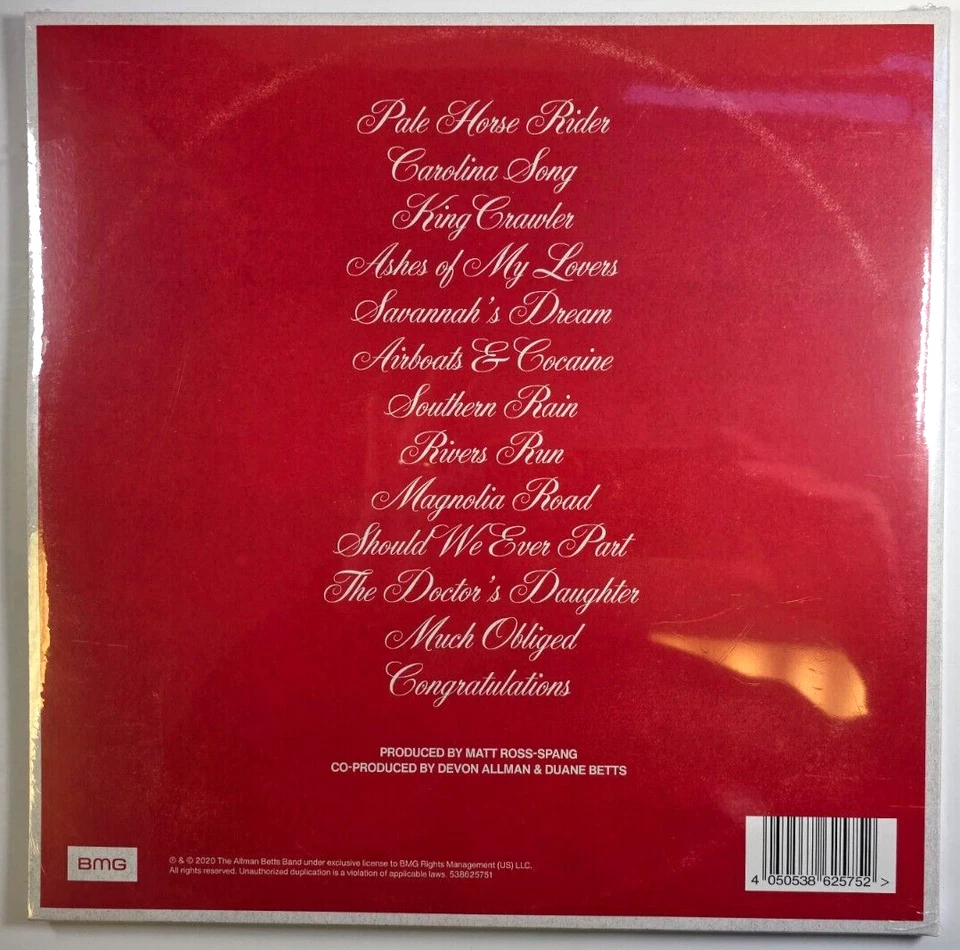 Pale Horse Rider
Carolina Song
King Crawler
Ashes of My Lovers
Savannah's Dream
Airboats & Cocaine
Southern Rain
Rivers Run
Magnolia Road
Should We Ever Part
The Doctor's Daughter
Much Obliged
Congratulations
PRODUCED BY MATT ROSS-SPANG
CO-PRODUCED BY DEVON ALLMAN & DUANE BETTS
BMG
℗ & © 2020 The Allman Betts Band under exclusive license to BMG Rights Management (US) LLC.
All rights reserved. Unauthorized duplication is a violation of applicable laws. 538625751
4 050538 625752 >